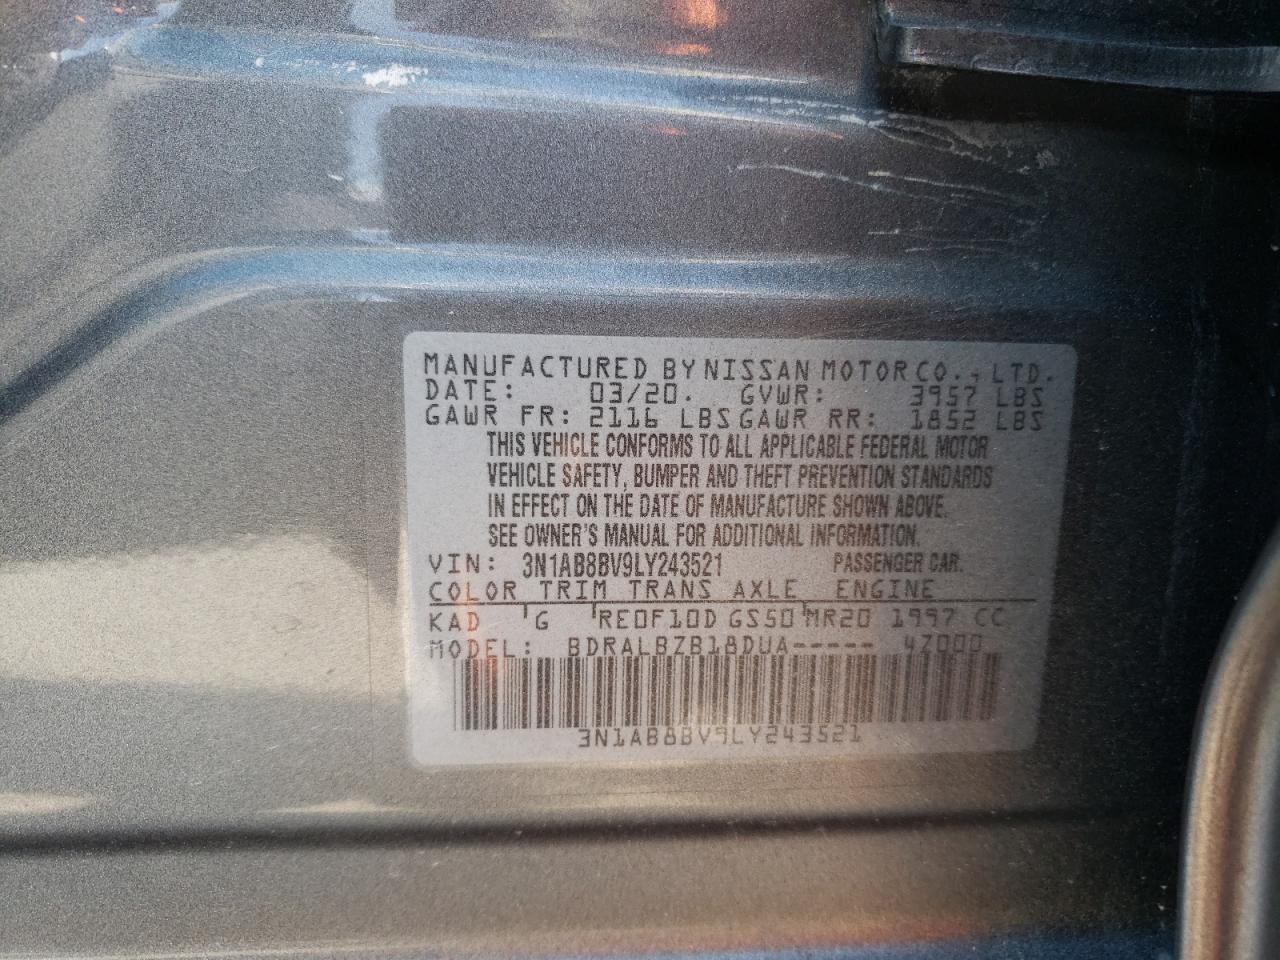 MANUFACTURED BY NISSAN MOTOR CO., LTD.
DATE: 03/20. GVWR: 3957 LBS
GAWR FR: 2116 LBS GAWR RR: 1852 LBS
THIS VEHICLE CONFORMS TO ALL APPLICABLE FEDERAL MOTOR
VEHICLE SAFETY, BUMPER AND THEFT PREVENTION STANDARDS
IN EFFECT ON THE DATE OF MANUFACTURE SHOWN ABOVE.
SEE OWNER'S MANUAL FOR ADDITIONAL INFORMATION.
VIN: 3N1AB8BV9LY243521 PASSENGER CAR.
COLOR TRIM TRANS AXLE ENGINE
KAD G RE0F10D GS50 MR20 1997 CC
MODEL: BDRALBZB18DUA----- 4Z000
3N1AB8BV9LY243521